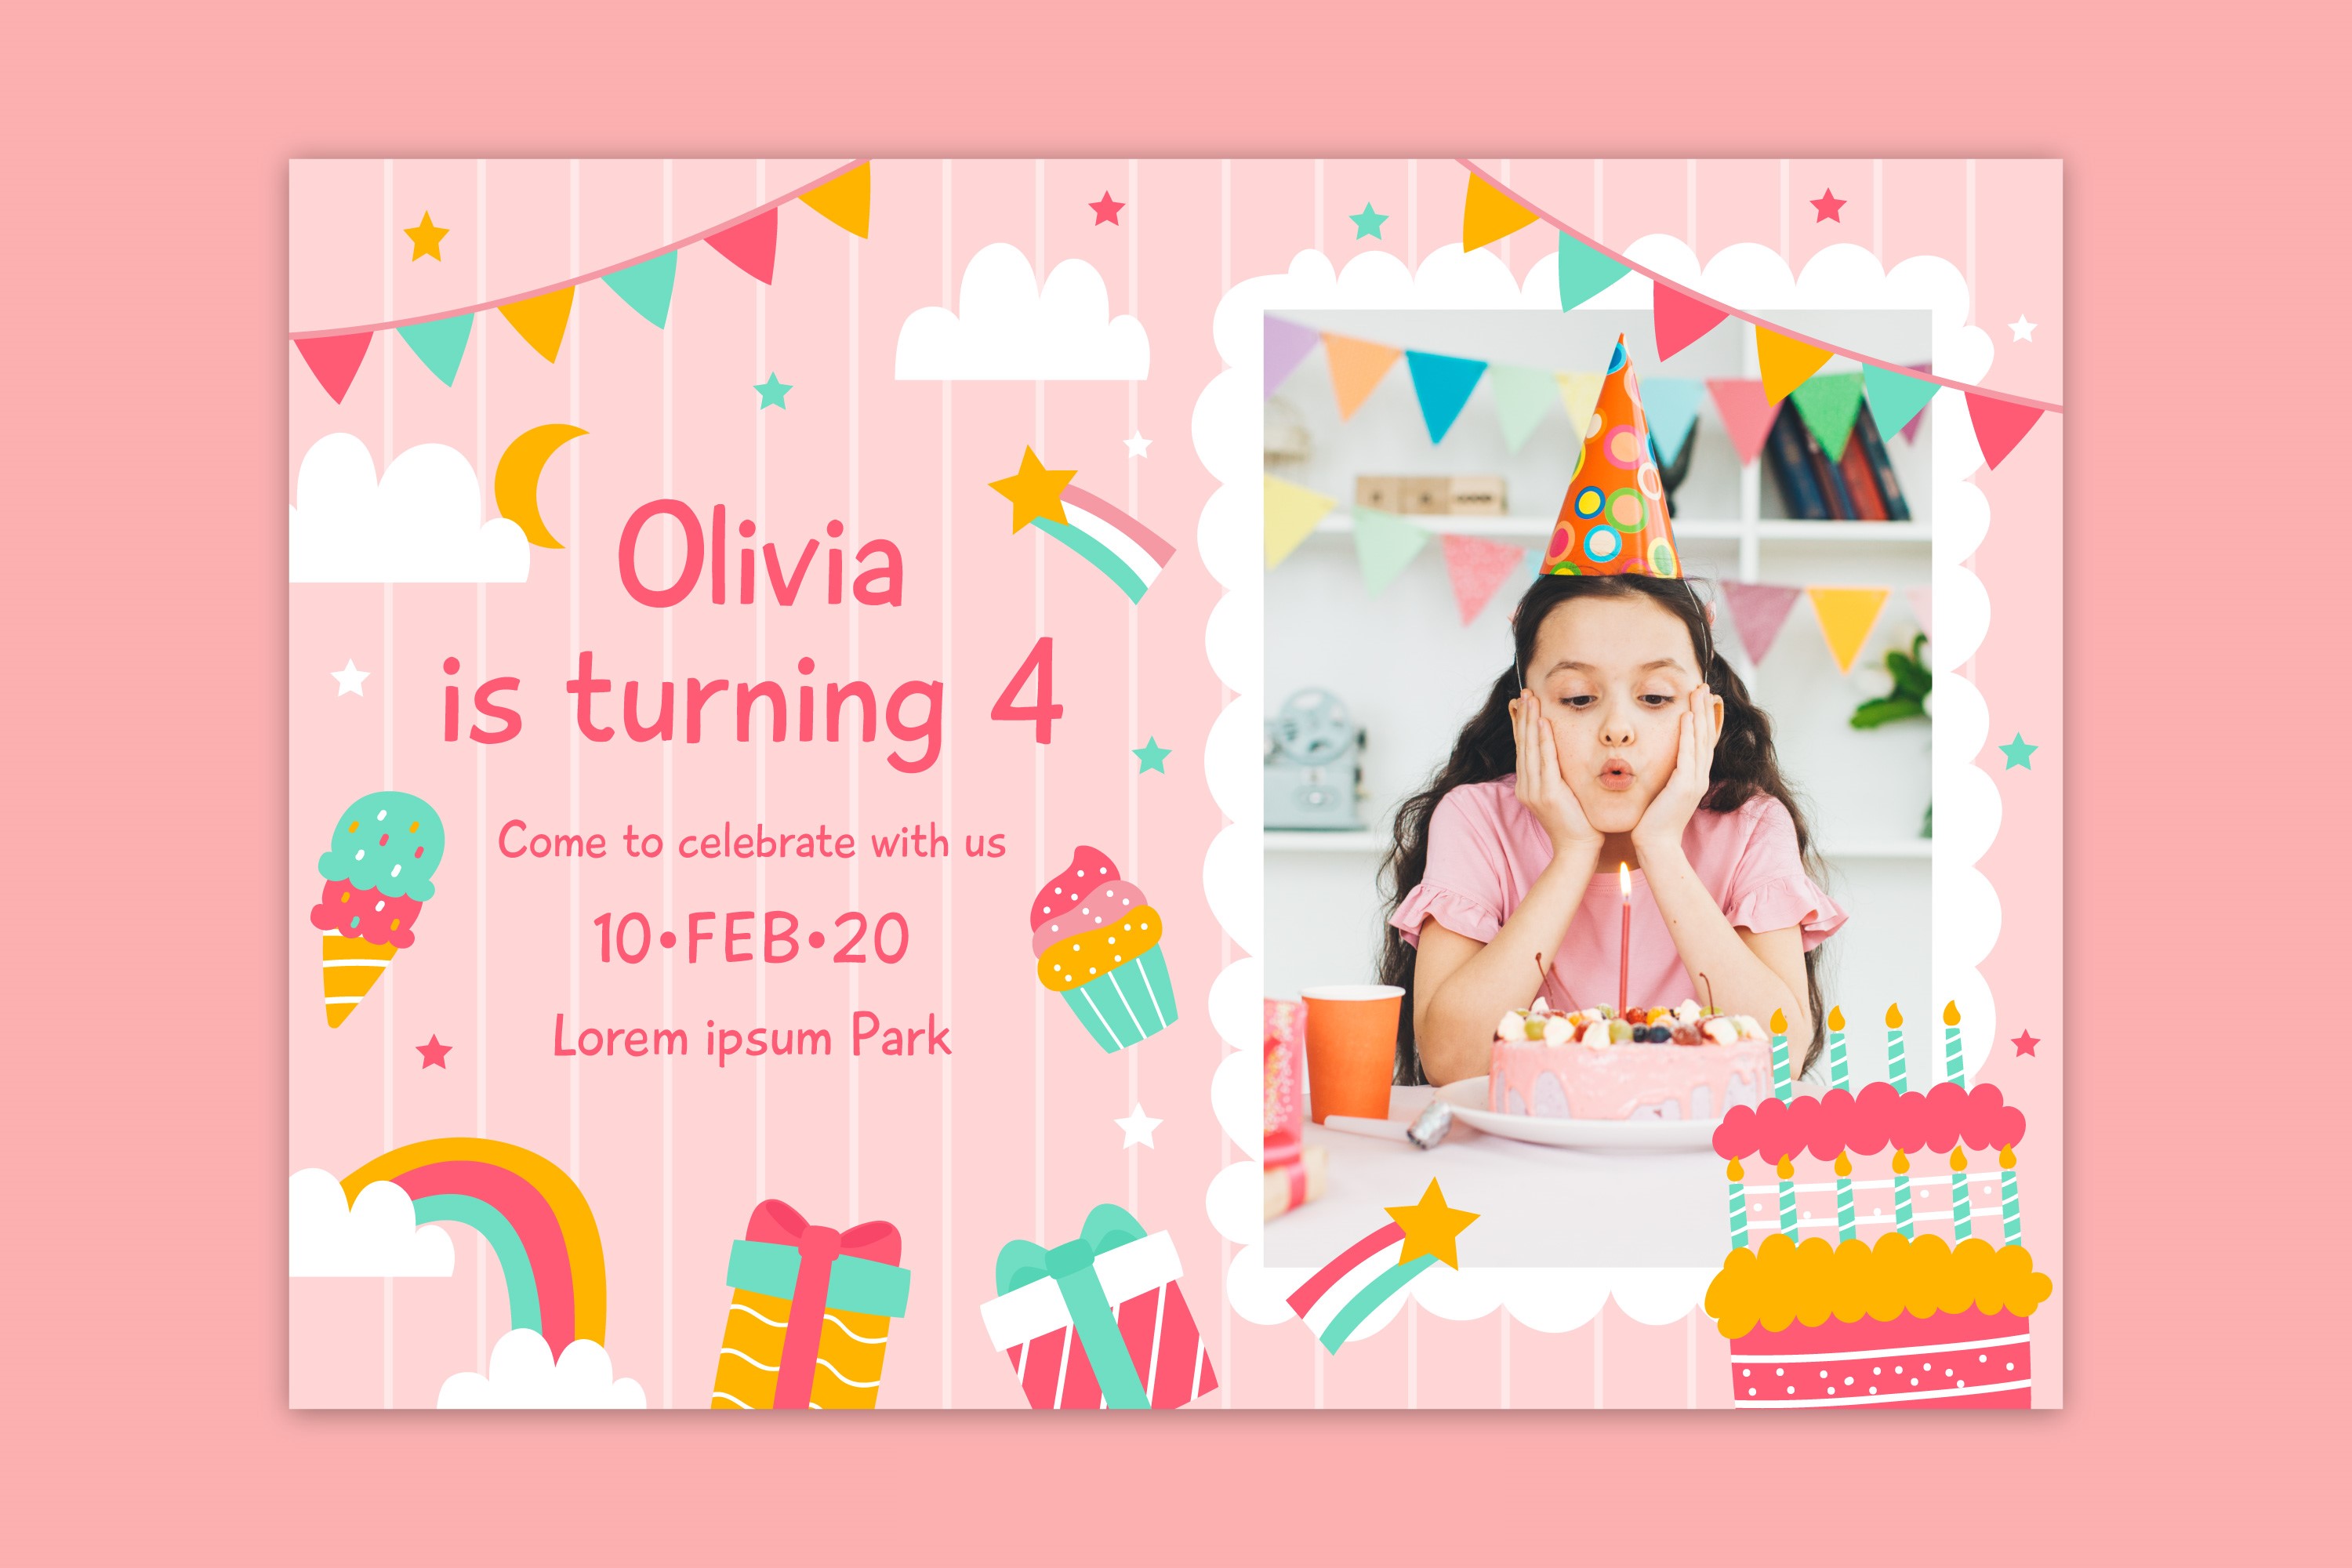 Olivia
is turning 4
Come to celebrate with us
10•FEB•20
Lorem ipsum Park